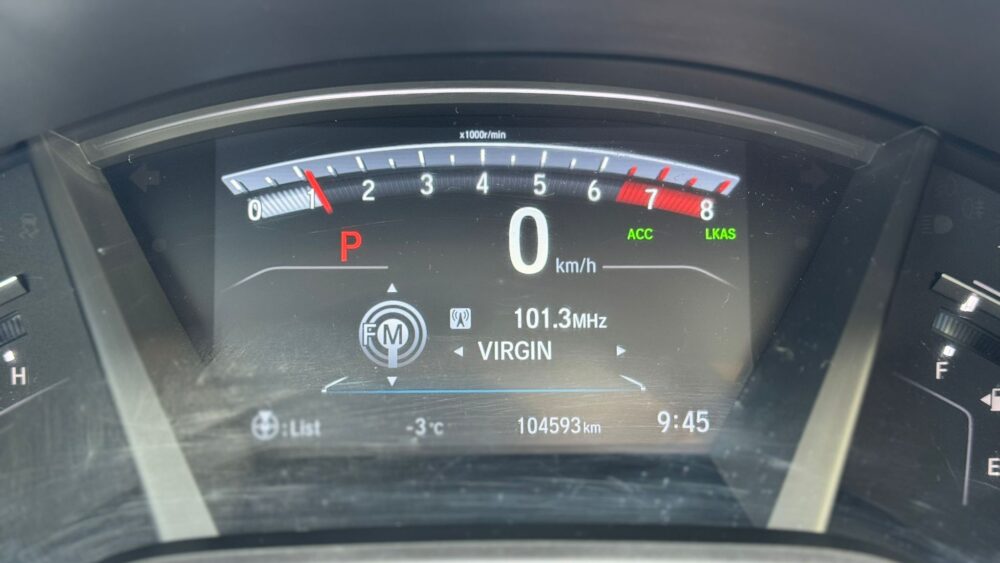 x1000r/min
0 1 2 3 4 5 6 7 8
P
0 km/h
ACC LKAS
FM
101.3MHz
VIRGIN
:List
-3°C
104593km
9:45
H
F
E